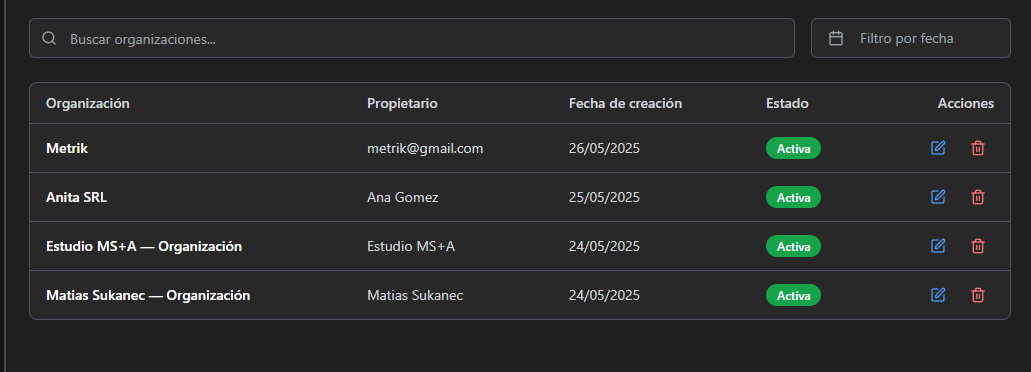 Buscar organizaciones... Filtro por fecha
Organización Propietario Fecha de creación Estado Acciones
Metrik metrik@gmail.com 26/05/2025 Activa
Anita SRL Ana Gomez 25/05/2025 Activa
Estudio MS+A — Organización Estudio MS+A 24/05/2025 Activa
Matias Sukanec — Organización Matias Sukanec 24/05/2025 Activa